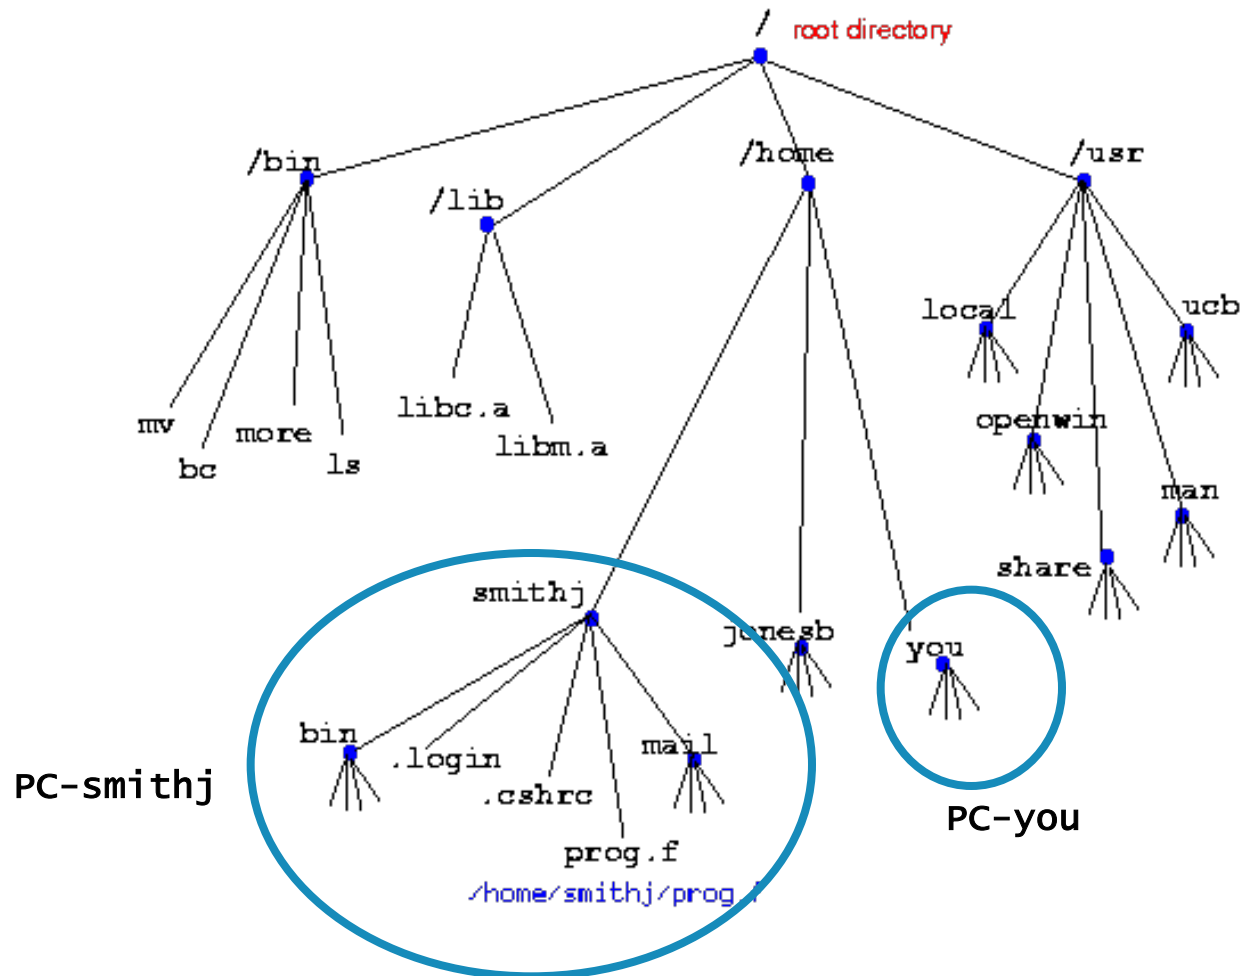 / root directory
/bin
/home
/usr
/lib
local
ucb
mv
bc
more
ls
libc.a
libm.a
openwin
man
share
smithj
jonesb
you
bin
.login
.cshrc
mail
prog.f
/home/smithj/prog.f
PC-smithj
PC-you